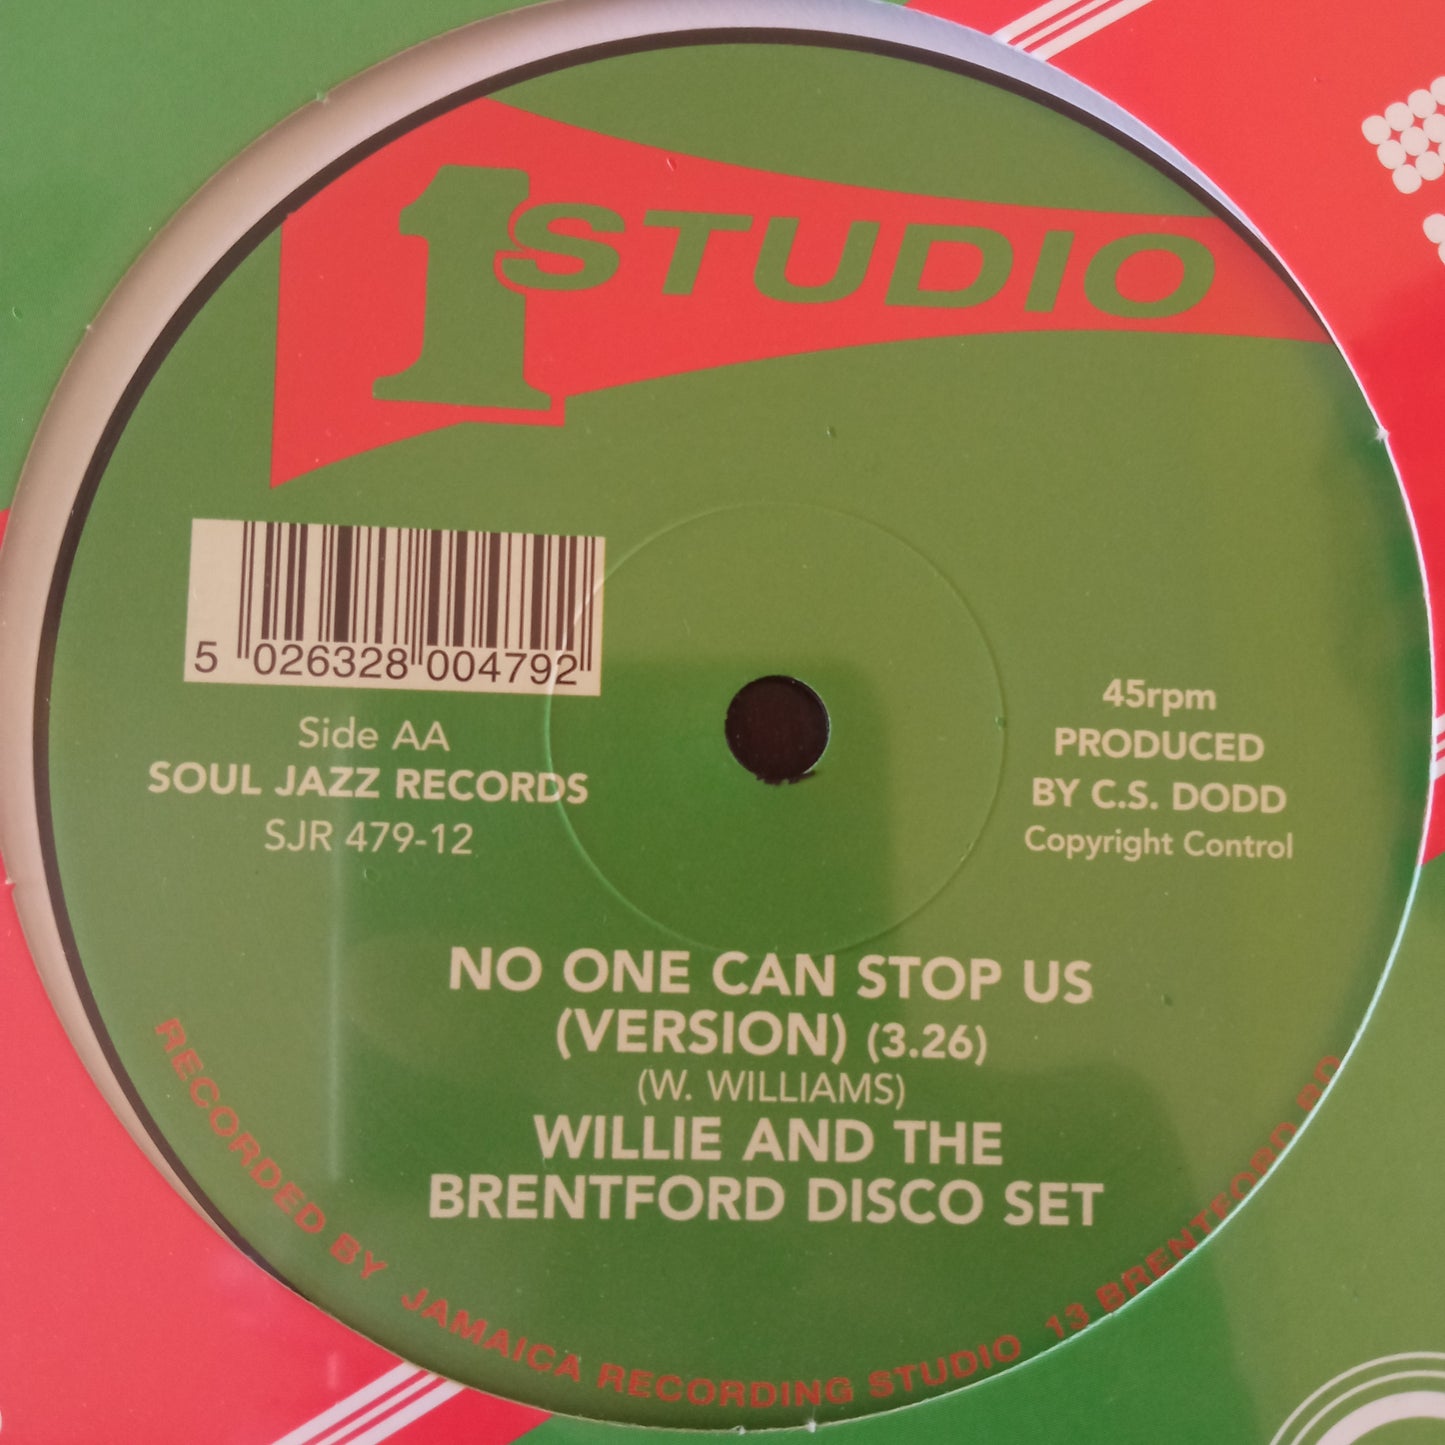 1 STUDIO
5 026328 004792
Side AA
SOUL JAZZ RECORDS
SJR 479-12
45rpm
PRODUCED
BY C.S. DODD
Copyright Control
NO ONE CAN STOP US
(VERSION) (3.26)
(W. WILLIAMS)
WILLIE AND THE
BRENTFORD DISCO SET
RECORDED BY JAMAICA RECORDING STUDIO 13 BRENTFORD RD